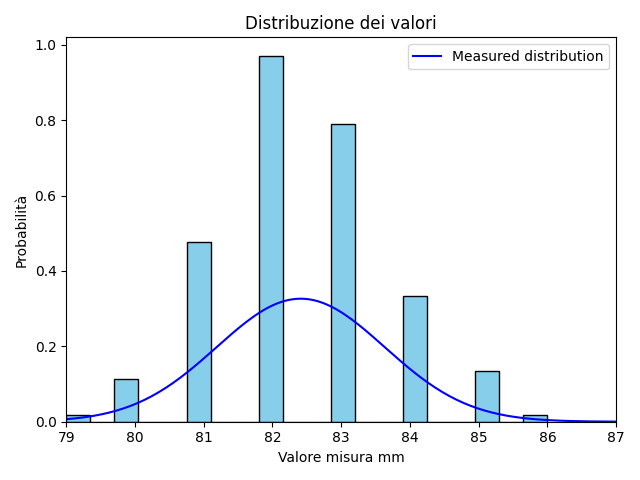 Distribuzione dei valori
Measured distribution
1.0
0.8
0.6
0.4
0.2
0.0
Probabilità
79 80 81 82 83 84 85 86 87
Valore misura mm